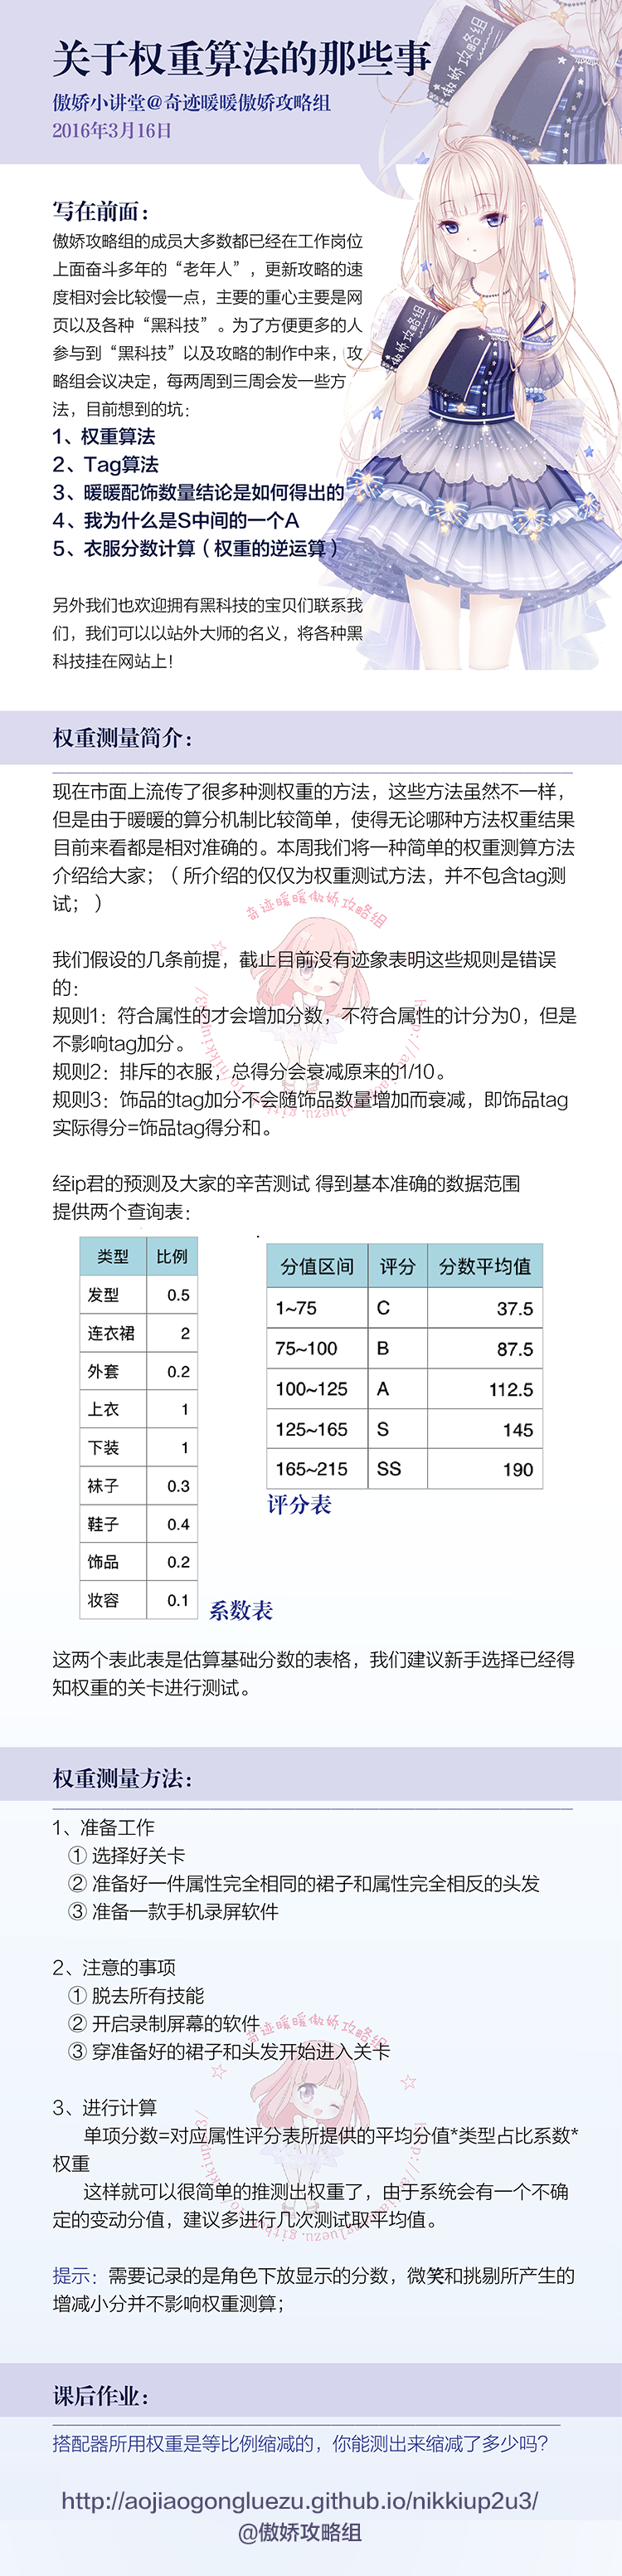 关于权重算法的那些事
傲娇小讲堂@奇迹暖暖傲娇攻略组
2016年3月16日
傲娇攻略组
写在前面：
傲娇攻略组的成员大多数都已经在工作岗位
上面奋斗多年的“老年人”，更新攻略的速
度相对会比较慢一点，主要的重心主要是网
页以及各种“黑科技”。为了方便更多的人
参与到“黑科技”以及攻略的制作中来，攻
略组会议决定，每两周到三周会发一些方
法，目前想到的坑：
1、权重算法
2、Tag算法
3、暖暖配饰数量结论是如何得出的
4、我为什么是S中间的一个A
5、衣服分数计算（权重的逆运算）
傲娇攻略组
另外我们也欢迎拥有黑科技的宝贝们联系我
们，我们可以以站外大师的名义，将各种黑
科技挂在网站上！
权重测量简介：
现在市面上流传了很多种测权重的方法，这些方法虽然不一样，
但是由于暖暖的算分机制比较简单，使得无论哪种方法权重结果
目前来看都是相对准确的。本周我们将一种简单的权重测算方法
介绍给大家；（所介绍的仅仅为权重测试方法，并不包含tag测
试；）
奇迹暖暖傲娇攻略组
http://aojiaogongluezu.github.io/nikkiup2u3/
我们假设的几条前提，截止目前没有迹象表明这些规则是错误
的：
规则1：符合属性的才会增加分数，不符合属性的计分为0，但是
不影响tag加分。
规则2：排斥的衣服，总得分会衰减原来的1/10。
规则3：饰品的tag加分不会随饰品数量增加而衰减，即饰品tag
实际得分=饰品tag得分和。
经ip君的预测及大家的辛苦测试 得到基本准确的数据范围
提供两个查询表：
类型 比例
发型 0.5
连衣裙 2
外套 0.2
上衣 1
下装 1
袜子 0.3
鞋子 0.4
饰品 0.2
妆容 0.1
系数表
分值区间 评分 分数平均值
1~75 C 37.5
75~100 B 87.5
100~125 A 112.5
125~165 S 145
165~215 SS 190
评分表
这两个表此表是估算基础分数的表格，我们建议新手选择已经得
知权重的关卡进行测试。
权重测量方法：
1、准备工作
① 选择好关卡
② 准备好一件属性完全相同的裙子和属性完全相反的头发
③ 准备一款手机录屏软件
2、注意的事项
① 脱去所有技能
② 开启录制屏幕的软件
③ 穿准备好的裙子和头发开始进入关卡
奇迹暖暖傲娇攻略组
http://aojiaogongluezu.github.io/nikkiup2u3/
3、进行计算
单项分数=对应属性评分表所提供的平均分值*类型占比系数*
权重
这样就可以很简单的推测出权重了，由于系统会有一个不确
定的变动分值，建议多进行几次测试取平均值。
提示：需要记录的是角色下放显示的分数，微笑和挑剔所产生的
增减小分并不影响权重测算；
课后作业：
搭配器所用权重是等比例缩减的，你能测出来缩减了多少吗？
http://aojiaogongluezu.github.io/nikkiup2u3/
@傲娇攻略组